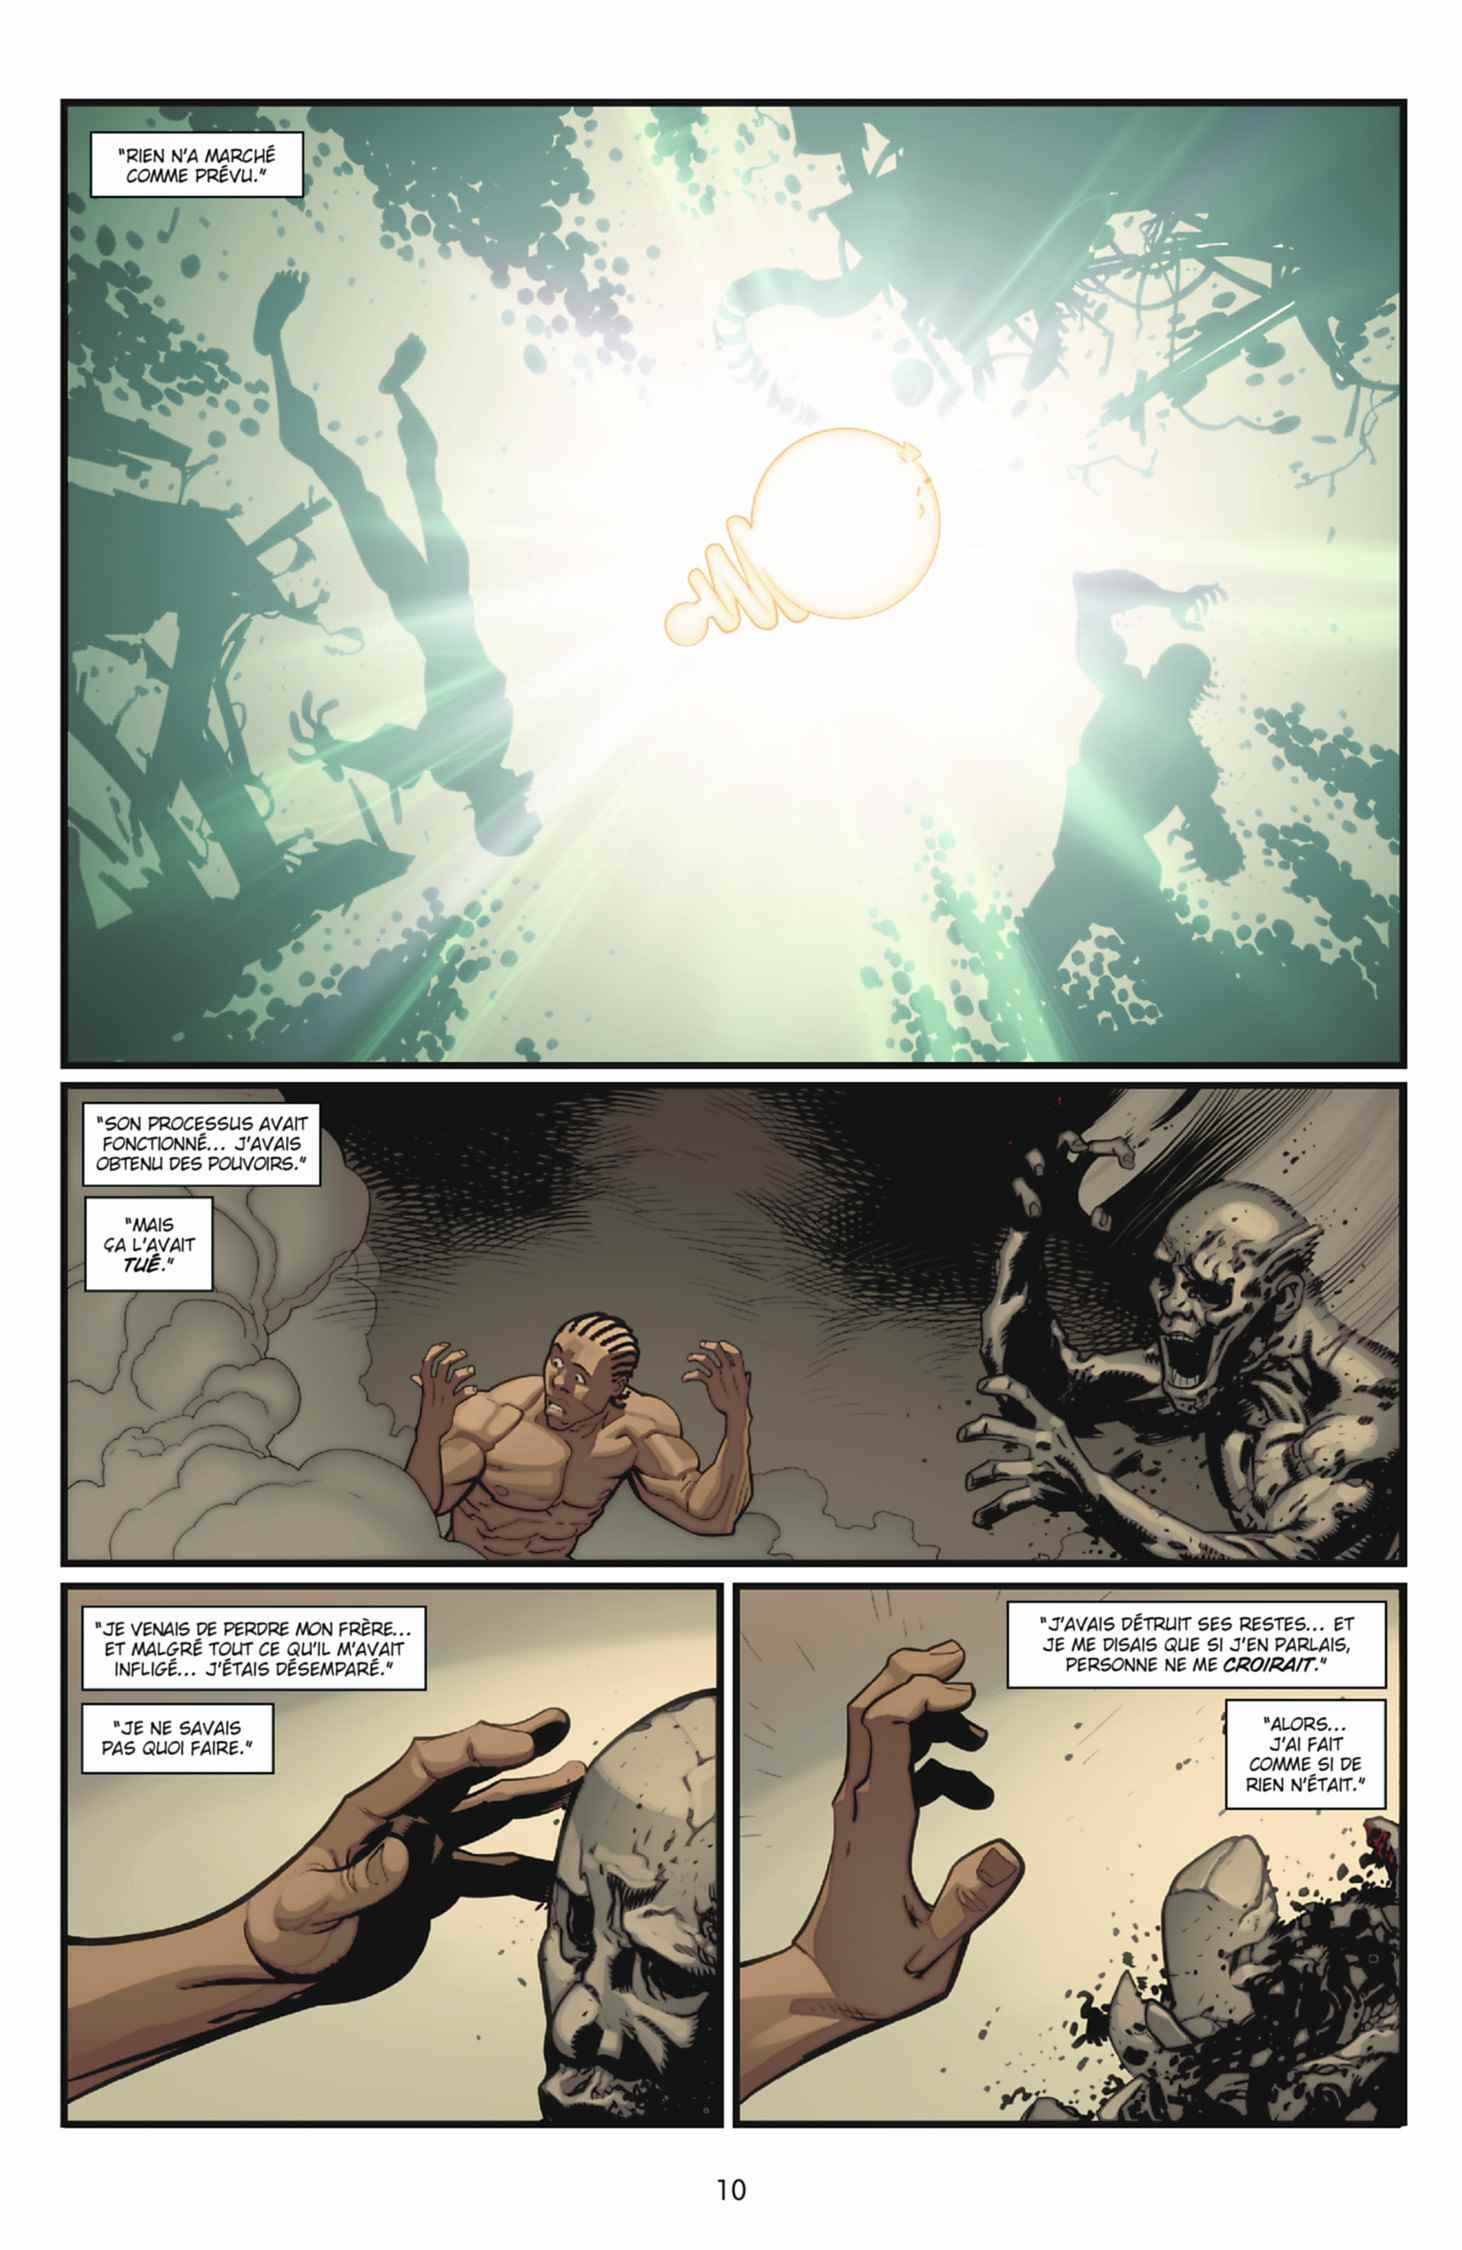 "RIEN N'A MARCHÉ
COMME PRÉVU."
"SON PROCESSUS AVAIT
FONCTIONNÉ... J'AVAIS
OBTENU DES POUVOIRS."
"MAIS
ÇA L'AVAIT
TUÉ."
"JE VENAIS DE PERDRE MON FRÈRE...
ET MALGRÉ TOUT CE QU'IL M'AVAIT
INFLIGÉ... J'ÉTAIS DÉSEMPARÉ."
"JE NE SAVAIS
PAS QUOI FAIRE."
"J'AVAIS DÉTRUIT SES RESTES... ET
JE ME DISAIS QUE SI J'EN PARLAIS,
PERSONNE NE ME CROIRAIT."
"ALORS...
J'AI FAIT
COMME SI DE
RIEN N'ÉTAIT."
10